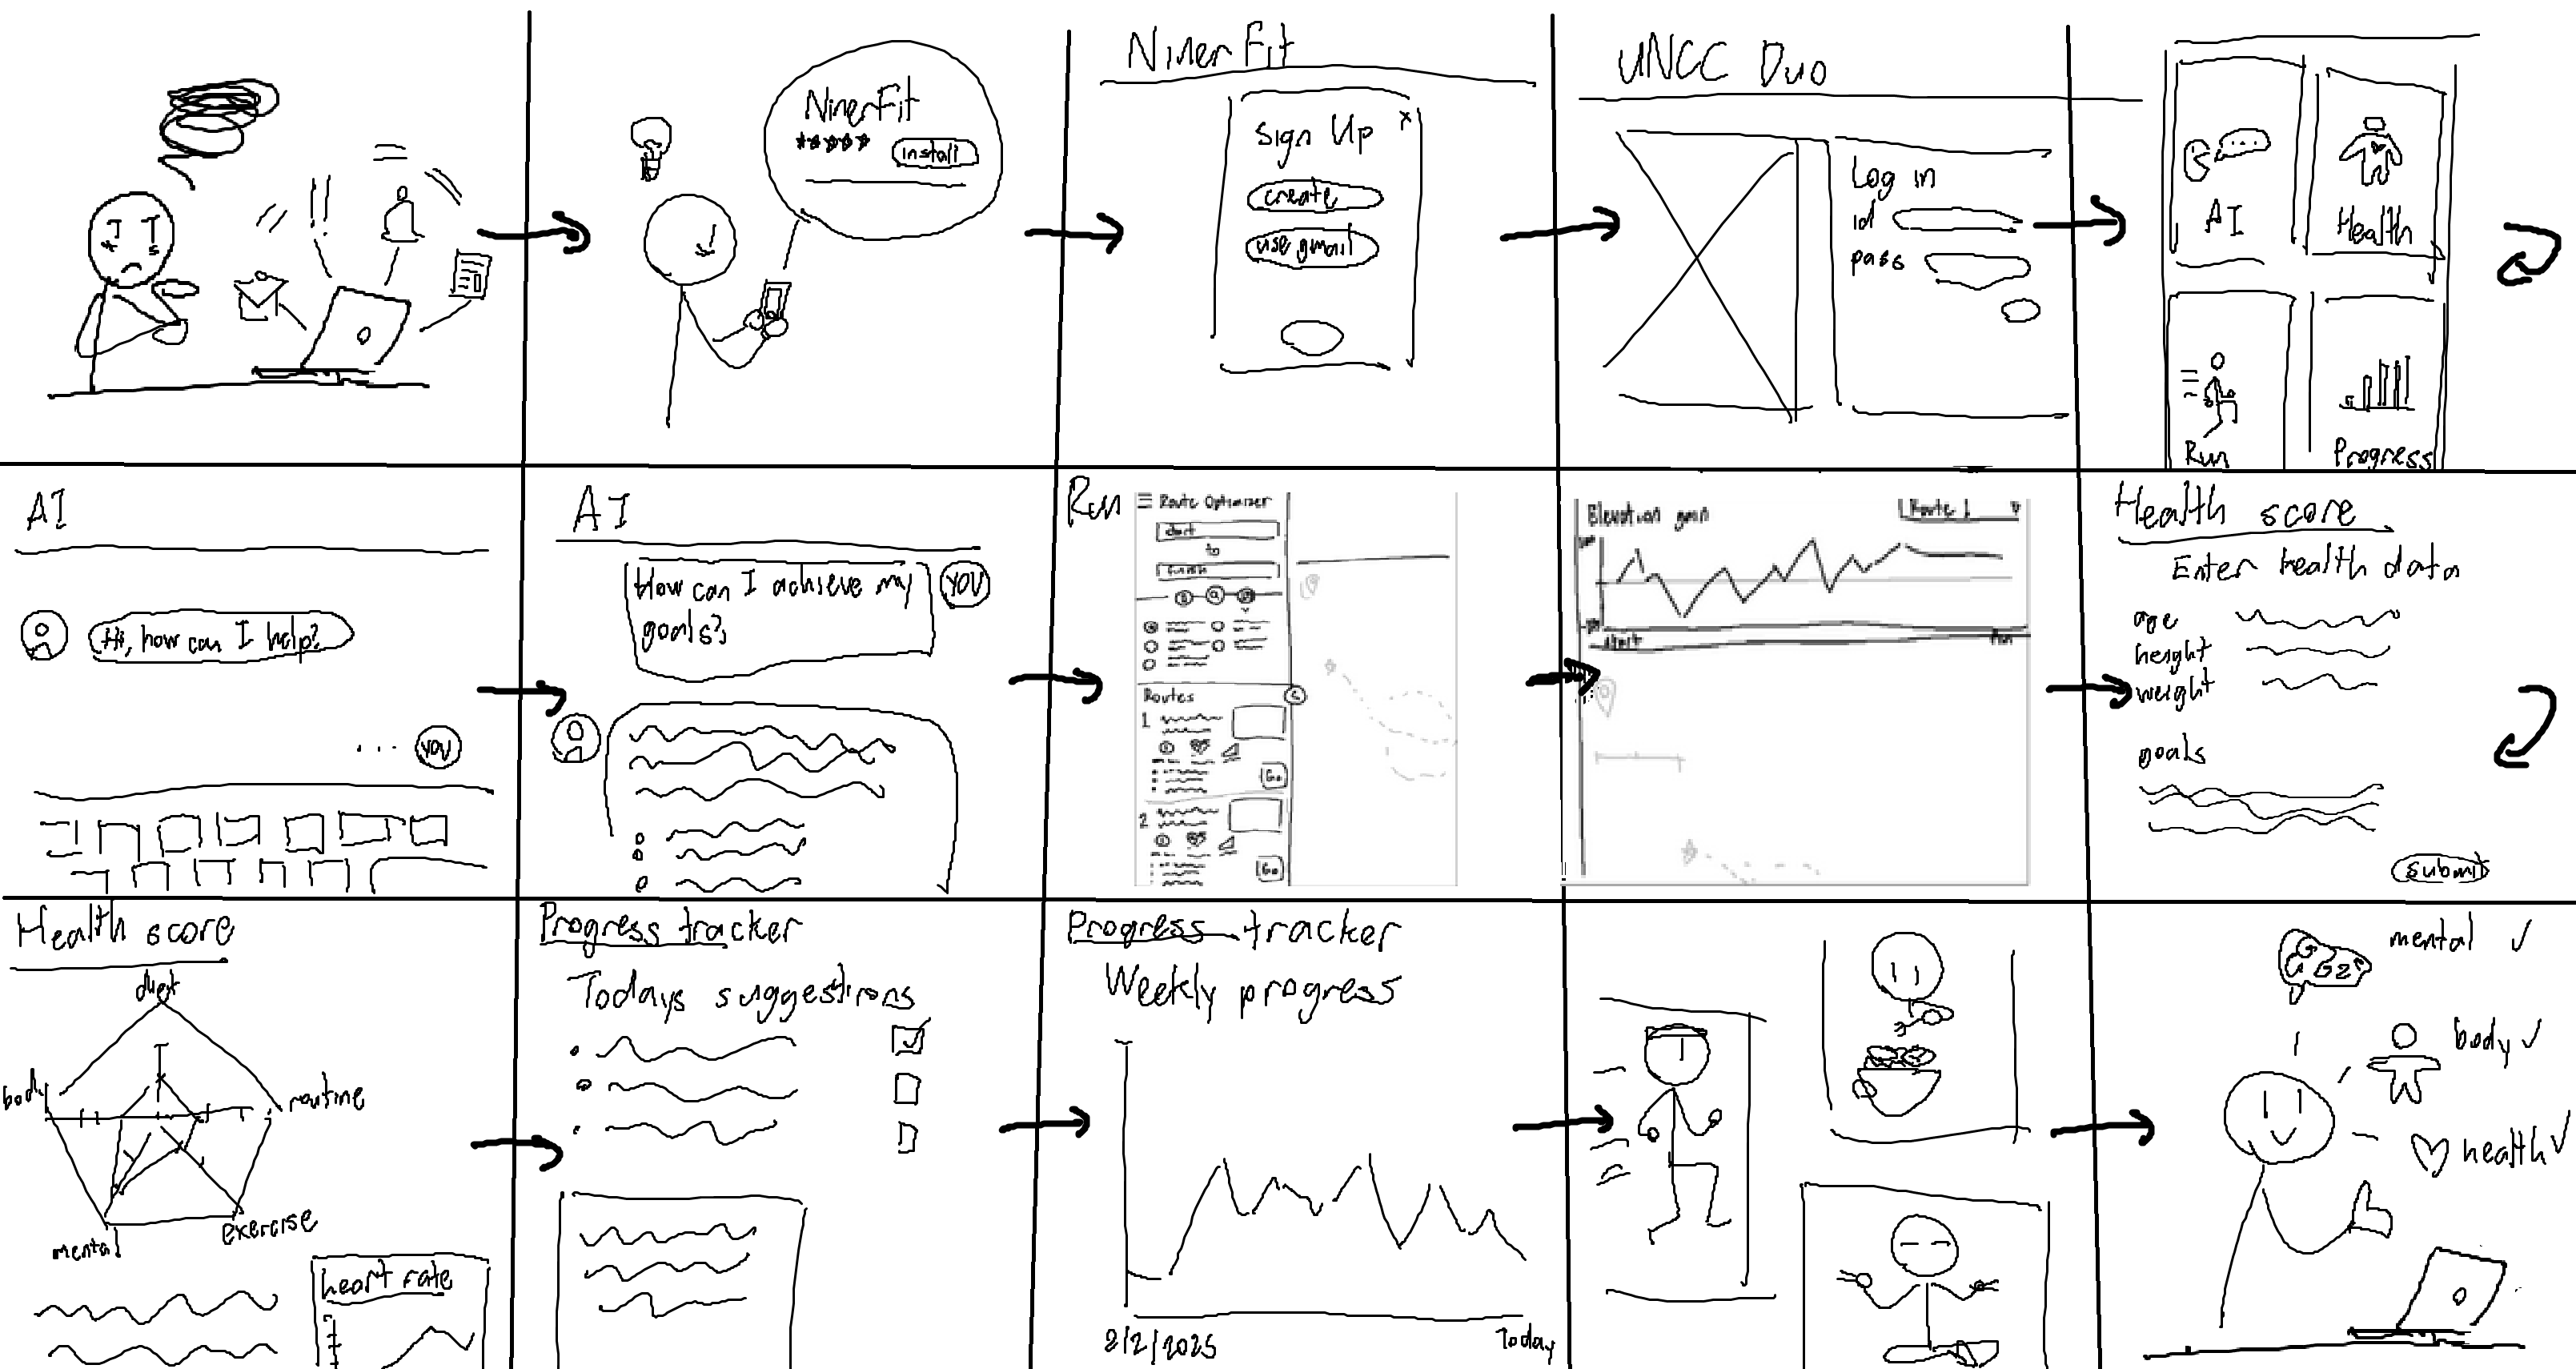 NinerFit
install
NinerFit
Sign Up
x
create
use gmail
UNCC Duo
Log in
id
pass
AI
Health
Run
Progress
AI
Hi, how can I help?
... you
AI
How can I achieve my
goals?
you
Run
Route Optimizer
start
to
finish
Routes
1
Go
2
Go
Elevation gain
Route 1
start
Health score
Enter health data
age
height
weight
goals
submit
Health score
diet
body
routine
mental
exercise
heart rate
Progress tracker
Todays suggestions
Progress tracker
Weekly progress
2/2/2025
Today
mental ✓
body ✓
health ✓